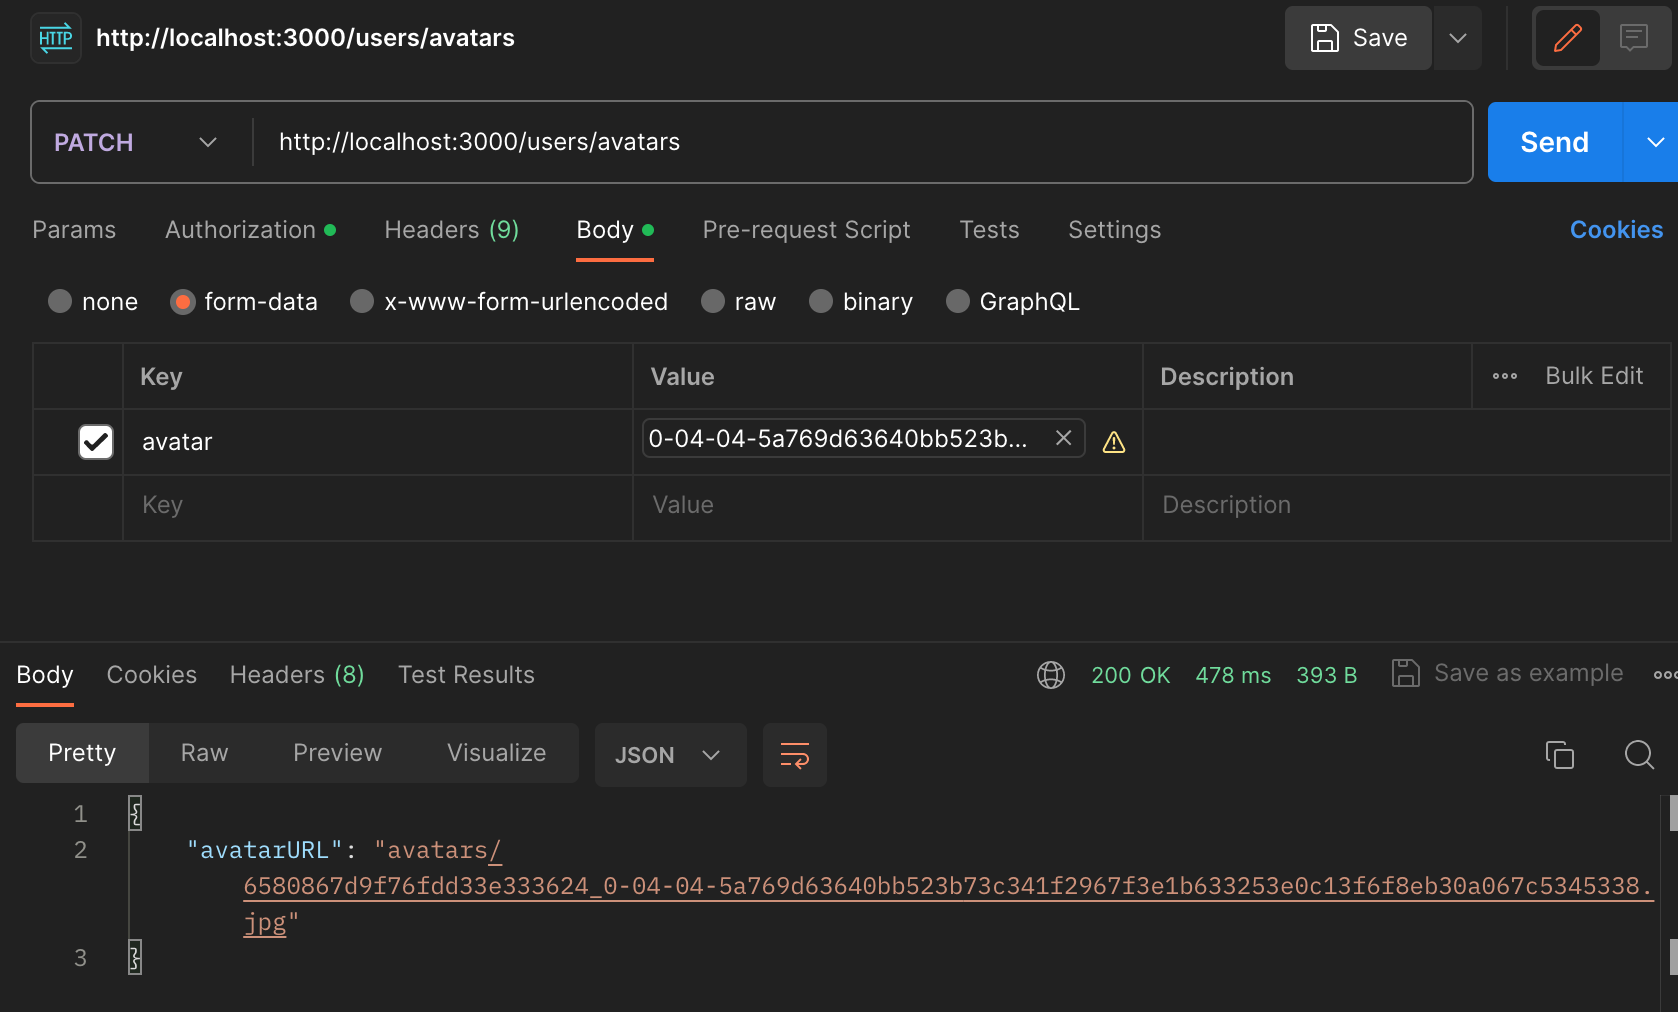 HTTP http://localhost:3000/users/avatars Save
PATCH http://localhost:3000/users/avatars Send
Params Authorization Headers (9) Body Pre-request Script Tests Settings Cookies
none form-data x-www-form-urlencoded raw binary GraphQL
Key Value Description Bulk Edit
avatar 0-04-04-5a769d63640bb523b...
Key Value Description
Body Cookies Headers (8) Test Results 200 OK 478 ms 393 B Save as example
Pretty Raw Preview Visualize JSON
1 {
2 "avatarURL": "avatars/
6580867d9f76fdd33e333624_0-04-04-5a769d63640bb523b73c341f2967f3e1b633253e0c13f6f8eb30a067c5345338.
jpg"
3 }